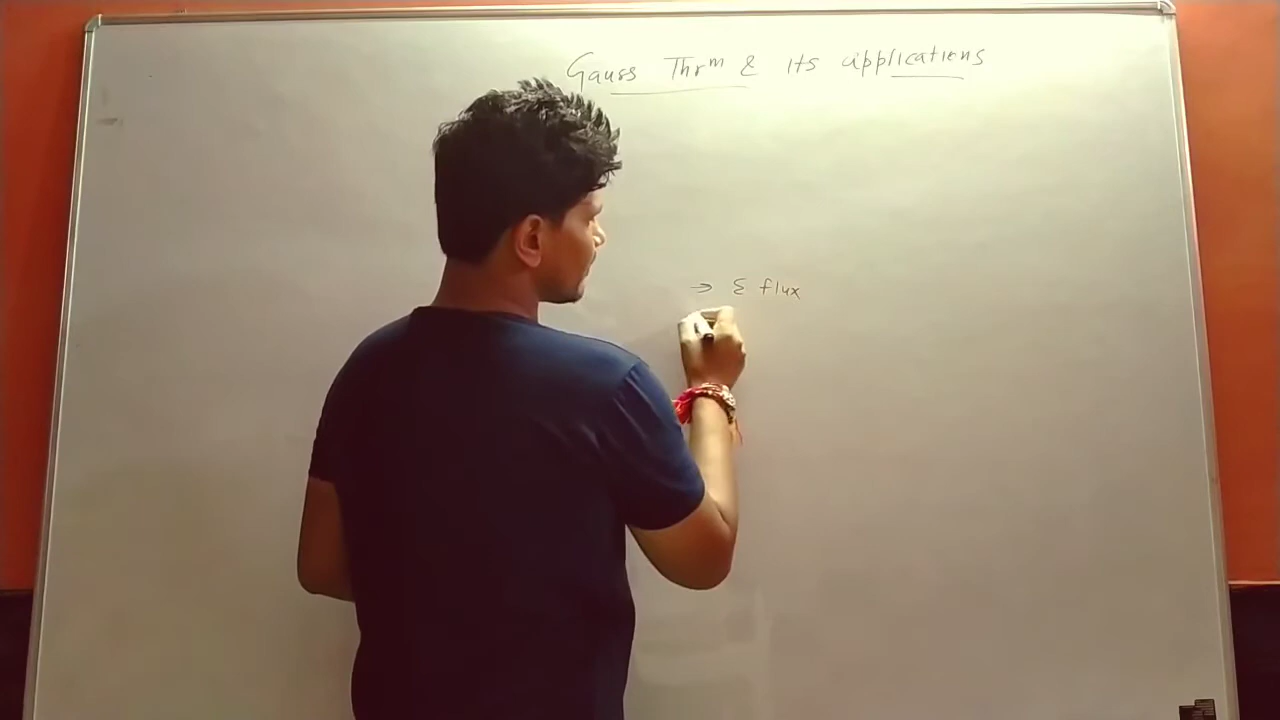 Gauss Thrm & its applications
→ Σ flux